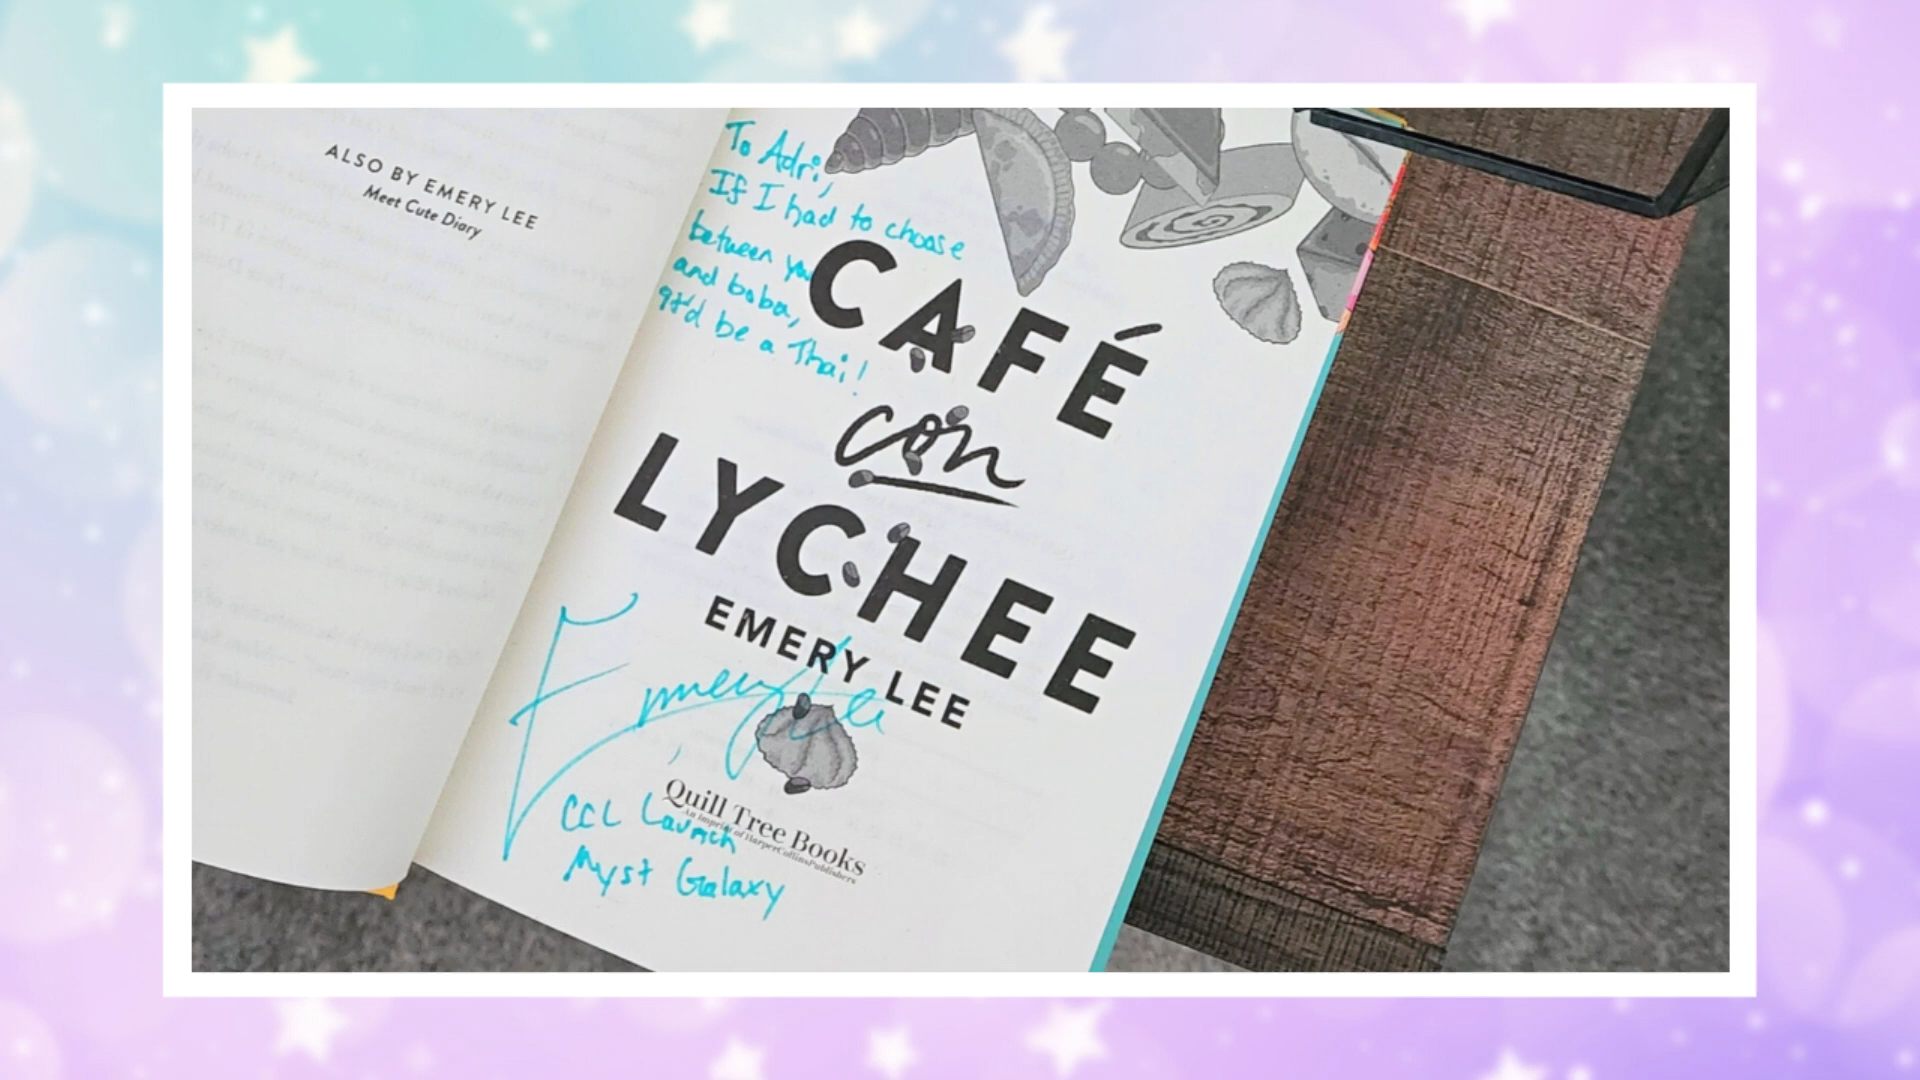 ALSO BY EMERY LEE
Meet Cute Diary
To Adri,
If I had to choose
between you
and boba,
it'd be a Thai!
CAFÉ
con
LYCHEE
EMERY LEE
Emery Lee
Quill Tree Books
An Imprint of HarperCollinsPublishers
CCL Launch
Myst Galaxy